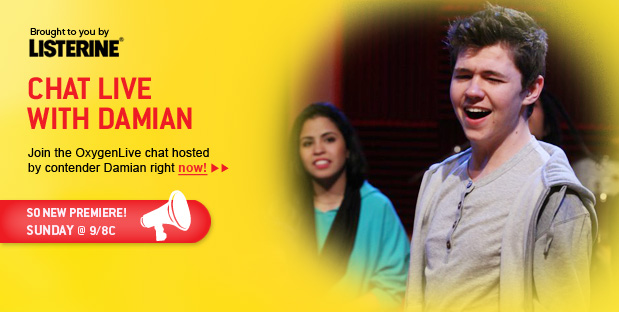 Brought to you by
LISTERINE®
CHAT LIVE
WITH DAMIAN
Join the OxygenLive chat hosted
by contender Damian right now!
SO NEW PREMIERE!
SUNDAY @ 9/8C